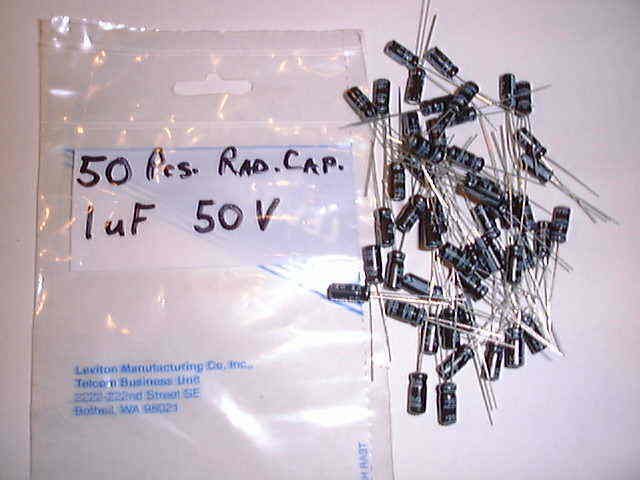 50 Pcs. RAD. CAP.
1uF 50V
Leviton Manufacturing Co., Inc.,
Telcom Business Unit
2222-222nd Street SE
Bothell, WA 98021